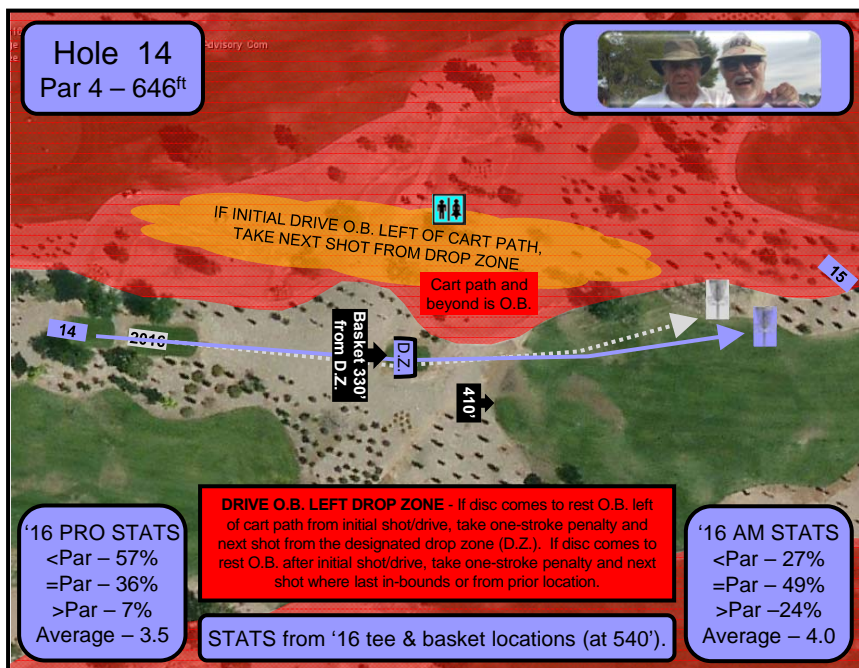 Hole 14
Par 4 – 646ft
Advisory Com
IF INITIAL DRIVE O.B. LEFT OF CART PATH,
TAKE NEXT SHOT FROM DROP ZONE
Cart path and
beyond is O.B.
15
14
2016
Basket 330'
from D.Z.
D.Z.
410'
'16 PRO STATS
<Par – 57%
=Par – 36%
>Par – 7%
Average – 3.5
DRIVE O.B. LEFT DROP ZONE - If disc comes to rest O.B. left
of cart path from initial shot/drive, take one-stroke penalty and
next shot from the designated drop zone (D.Z.). If disc comes to
rest O.B. after initial shot/drive, take one-stroke penalty and next
shot where last in-bounds or from prior location.
STATS from '16 tee & basket locations (at 540').
'16 AM STATS
<Par – 27%
=Par – 49%
>Par –24%
Average – 4.0